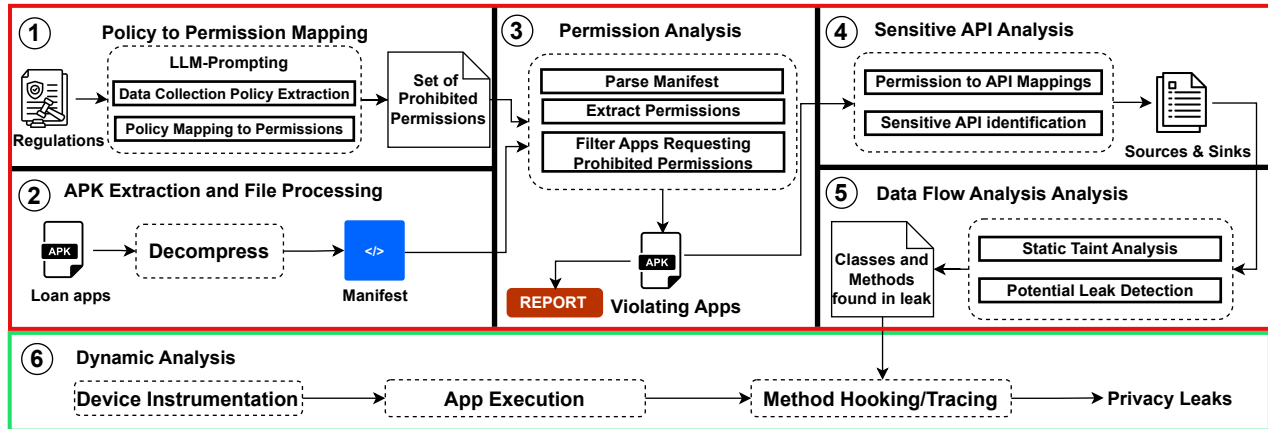 1
Policy to Permission Mapping
LLM-Prompting
Data Collection Policy Extraction
Policy Mapping to Permissions
Regulations
Set of
Prohibited
Permissions
2
APK Extraction and File Processing
APK
Loan apps
Decompress
</>
Manifest
3
Permission Analysis
Parse Manifest
Extract Permissions
Filter Apps Requesting
Prohibited Permissions
APK
REPORT
Violating Apps
4
Sensitive API Analysis
Permission to API Mappings
Sensitive API identification
Sources & Sinks
5
Data Flow Analysis Analysis
Static Taint Analysis
Potential Leak Detection
Classes and
Methods
found in leak
6
Dynamic Analysis
Device Instrumentation
App Execution
Method Hooking/Tracing
Privacy Leaks